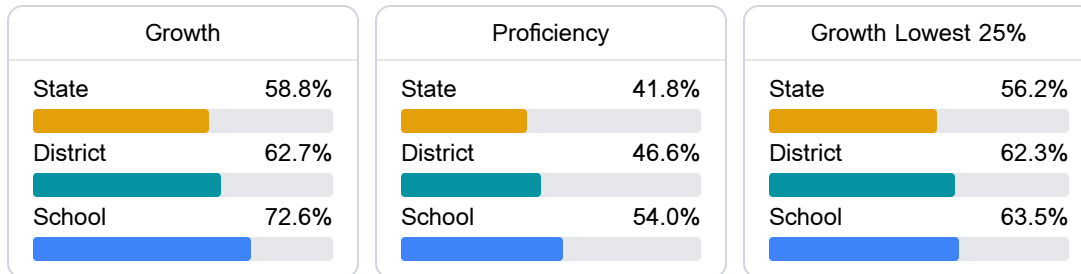 Growth
State 58.8%
District 62.7%
School 72.6%
Proficiency
State 41.8%
District 46.6%
School 54.0%
Growth Lowest 25%
State 56.2%
District 62.3%
School 63.5%